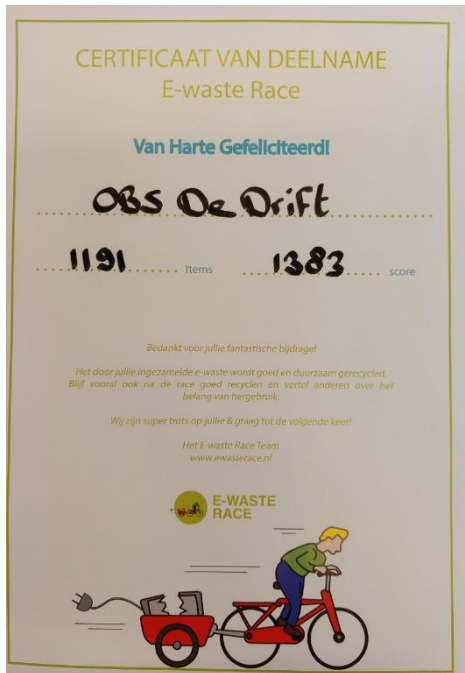 CERTIFICAAT VAN DEELNAME
E-waste Race
Van Harte Gefeliciteerd!
OBS De Drift
1191 Items 1383 score
Bedankt voor jullie fantastische bijdrage!
Het door jullie ingezamelde e-waste wordt goed en duurzaam gerecycled.
Blijf vooral ook na de race goed recyclen en vertel anderen over het
belang van hergebruik.
Wij zijn super trots op jullie & graag tot de volgende keer!
Het E-waste Race Team
www.ewasterace.nl
E-WASTE
RACE